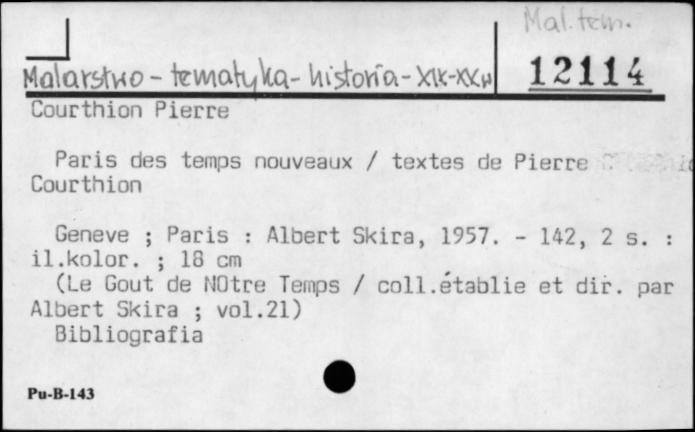 Mal. tem.
Malarstwo - tematyka - historia - XIX-XXw
12114
Courthion Pierre
Paris des temps nouveaux / textes de Pierre
Courthion
Geneve ; Paris : Albert Skira, 1957. - 142, 2 s. :
il.kolor. ; 18 cm
(Le Gout de NOtre Temps / coll.établie et dir. par
Albert Skira ; vol.21)
Bibliografia
Pu-B-143